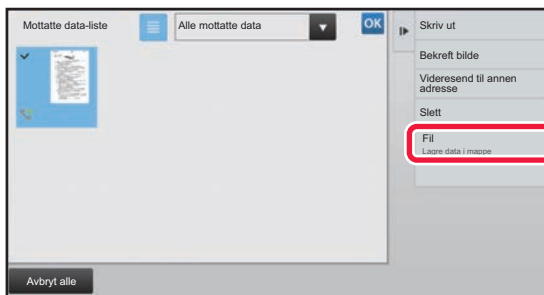 Mottatte data-liste
Alle mottatte data
OK
Skriv ut
Bekreft bilde
Videresend til annen
adresse
Slett
Fil
Lagre data i mappe
Avbryt alle